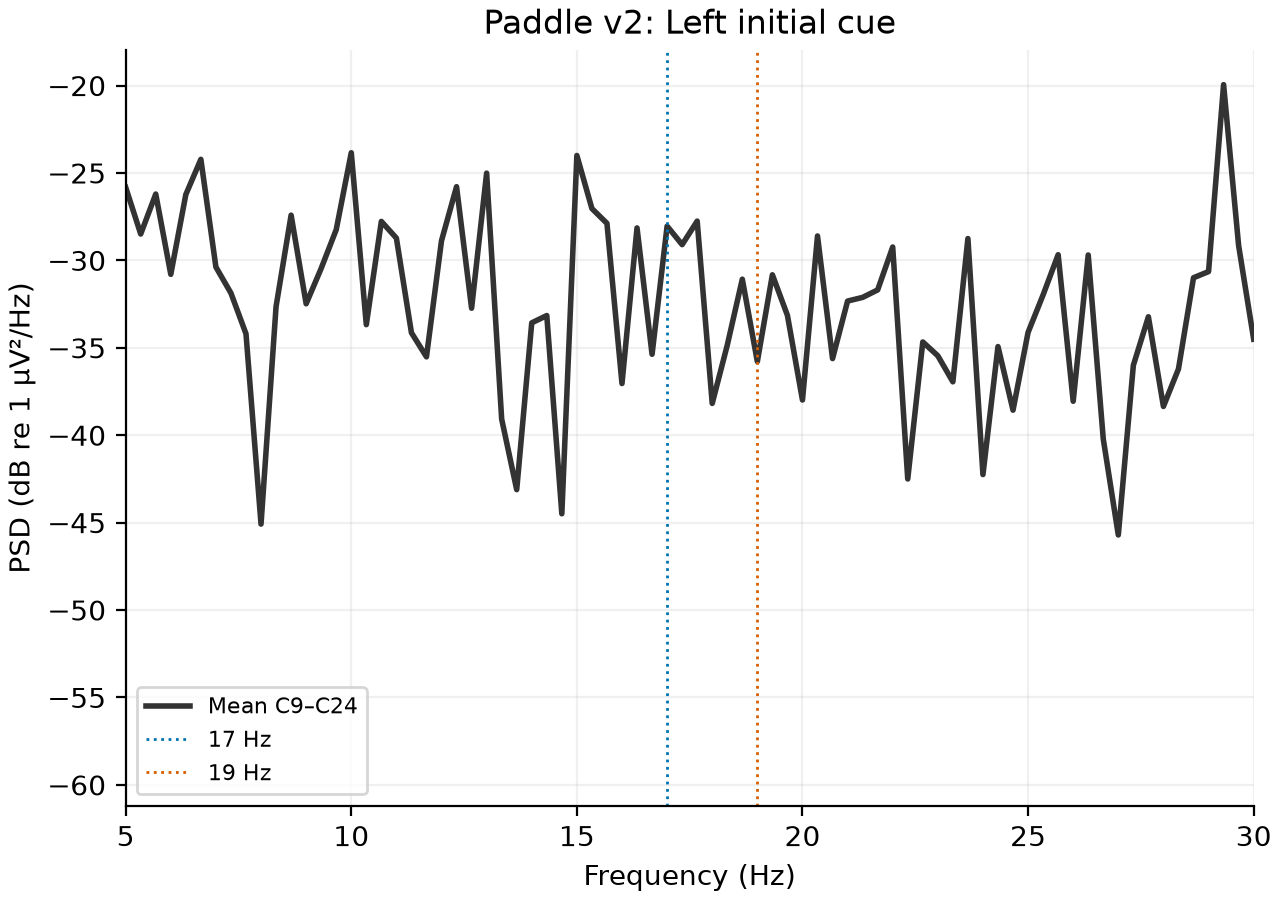 Paddle v2: Left initial cue
PSD (dB re 1 µV²/Hz)
−20
−25
−30
−35
−40
−45
−50
−55
−60
Mean C9–C24
17 Hz
19 Hz
5 10 15 20 25 30
Frequency (Hz)